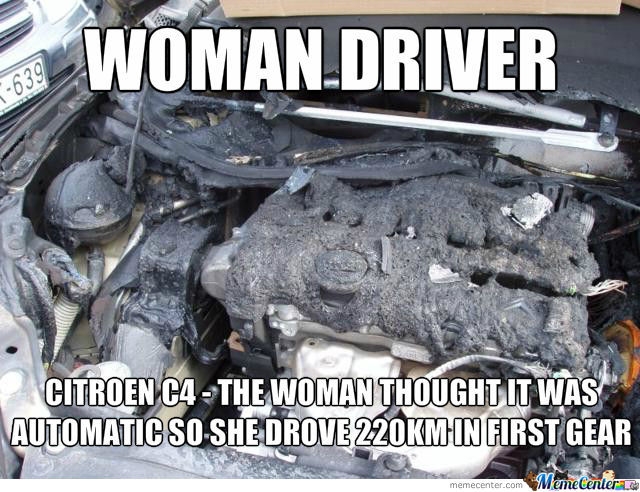 K-639
WOMAN DRIVER
CITROEN C4 - THE WOMAN THOUGHT IT WAS
AUTOMATIC SO SHE DROVE 220KM IN FIRST GEAR
memecenter.com MemeCenter